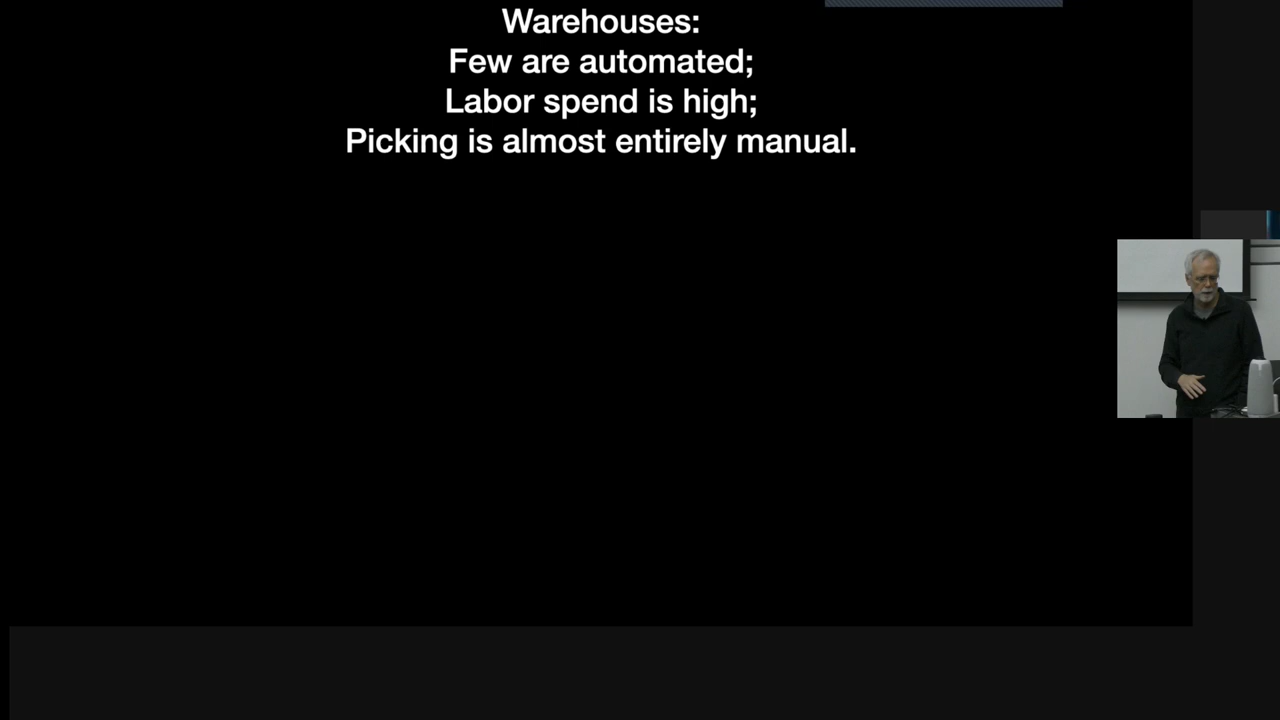 Warehouses:
Few are automated;
Labor spend is high;
Picking is almost entirely manual.